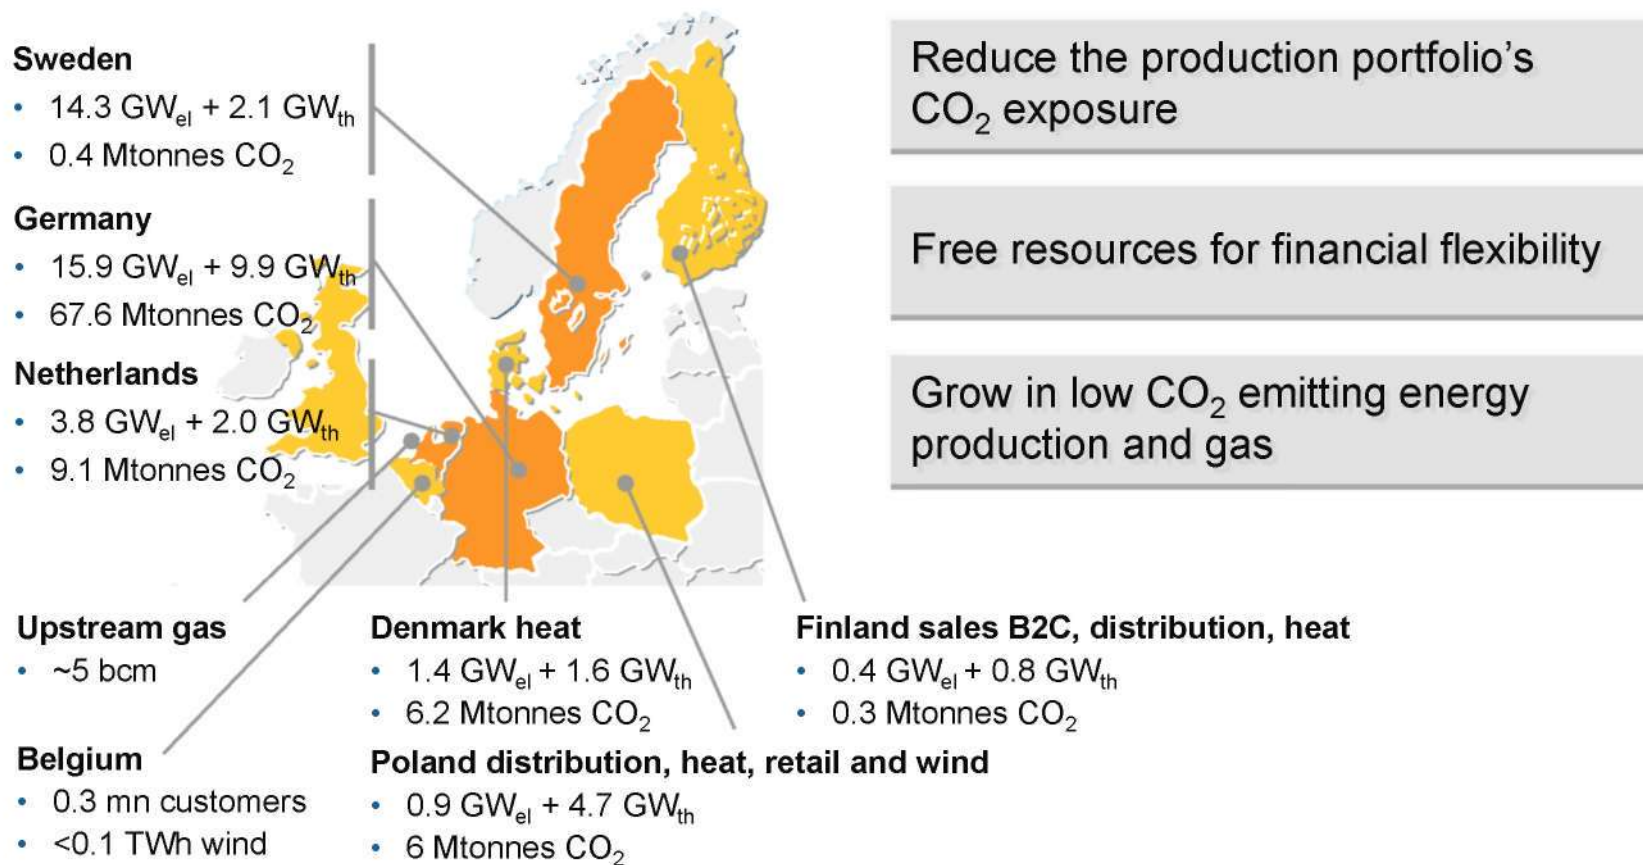 Sweden
• 14.3 GWel + 2.1 GWth
• 0.4 Mtonnes CO2
Germany
• 15.9 GWel + 9.9 GWth
• 67.6 Mtonnes CO2
Netherlands
• 3.8 GWel + 2.0 GWth
• 9.1 Mtonnes CO2
Reduce the production portfolio’s
CO2 exposure
Free resources for financial flexibility
Grow in low CO2 emitting energy
production and gas
Upstream gas
• ~5 bcm
Denmark heat
• 1.4 GWel + 1.6 GWth
• 6.2 Mtonnes CO2
Finland sales B2C, distribution, heat
• 0.4 GWel + 0.8 GWth
• 0.3 Mtonnes CO2
Belgium
• 0.3 mn customers
• <0.1 TWh wind
Poland distribution, heat, retail and wind
• 0.9 GWel + 4.7 GWth
• 6 Mtonnes CO2